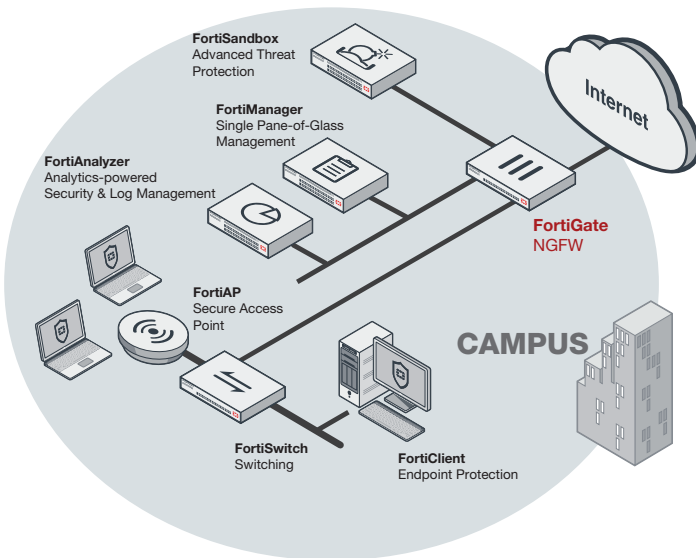 FortiSandbox
Advanced Threat
Protection
FortiManager
Single Pane-of-Glass
Management
FortiAnalyzer
Analytics-powered
Security & Log Management
Internet
FortiGate
NGFW
FortiAP
Secure Access
Point
CAMPUS
FortiSwitch
Switching
FortiClient
Endpoint Protection